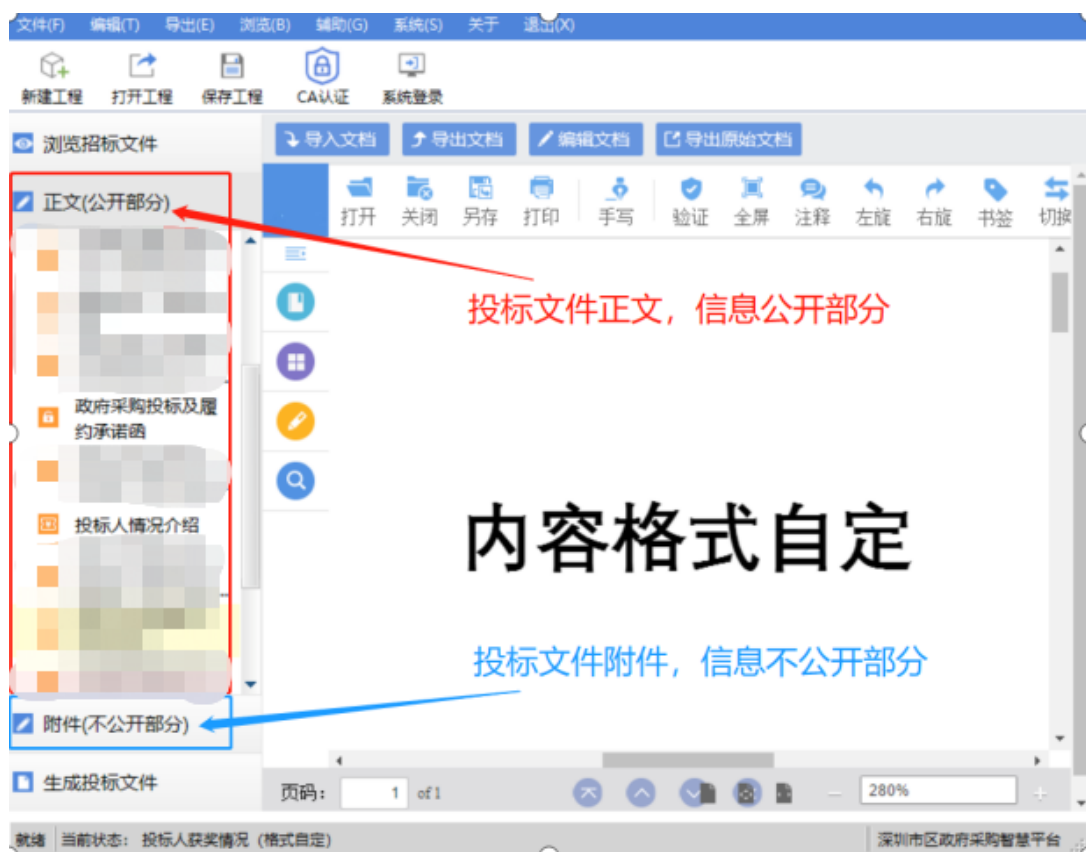 文件(F) 编辑(T) 导出(E) 浏览(B) 辅助(G) 系统(S) 关于 退出(X)
新建工程 打开工程 保存工程 CA认证 系统登录
浏览招标文件
导入文档 导出文档 编辑文档 导出原始文档
正文(公开部分)
打开 关闭 另存 打印 手写 验证 全屏 注释 左旋 右旋 书签 切换
投标文件正文，信息公开部分
政府采购投标及履
约承诺函
投标人情况介绍
内容格式自定
投标文件附件，信息不公开部分
附件(不公开部分)
生成投标文件
页码： 1 of 1 280%
就绪 当前状态： 投标人获奖情况（格式自定） 深圳市区政府采购智慧平台